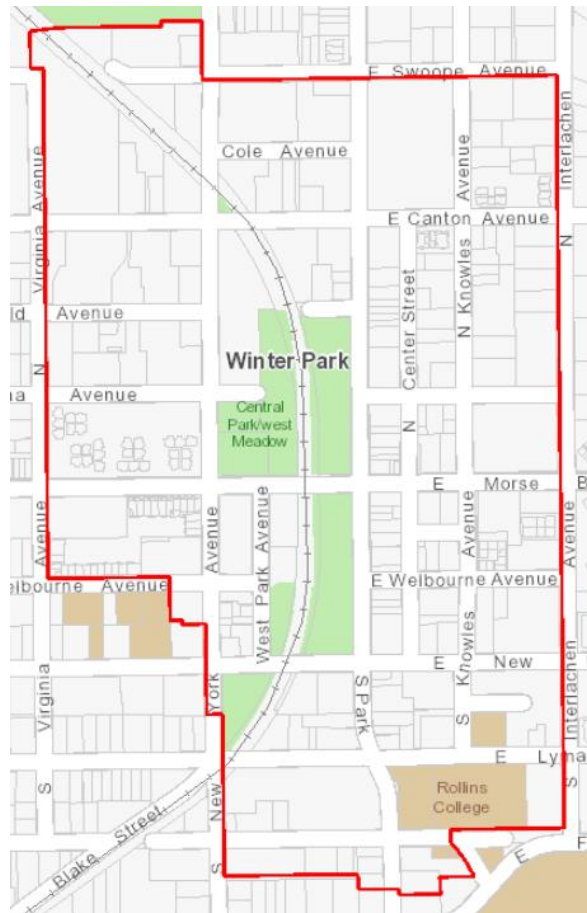 E Swoope Avenue
Interlachen
Cole Avenue
Avenue
Virginia Avenue
E Canton Avenue
N
N Knowles
Center Street
ld Avenue
Winter Park
N
Avenue
Central
Park/west
Meadow
N
E Morse B
Avenue
Avenue
West Park Avenue
Avenue
Avenue
elbourne Avenue
E Welbourne Avenue
E New
Virginia
York
S Park
S Knowles
Interlachen
E Lyma
S
Rollins
College
S
New
Blake Street
S
E F